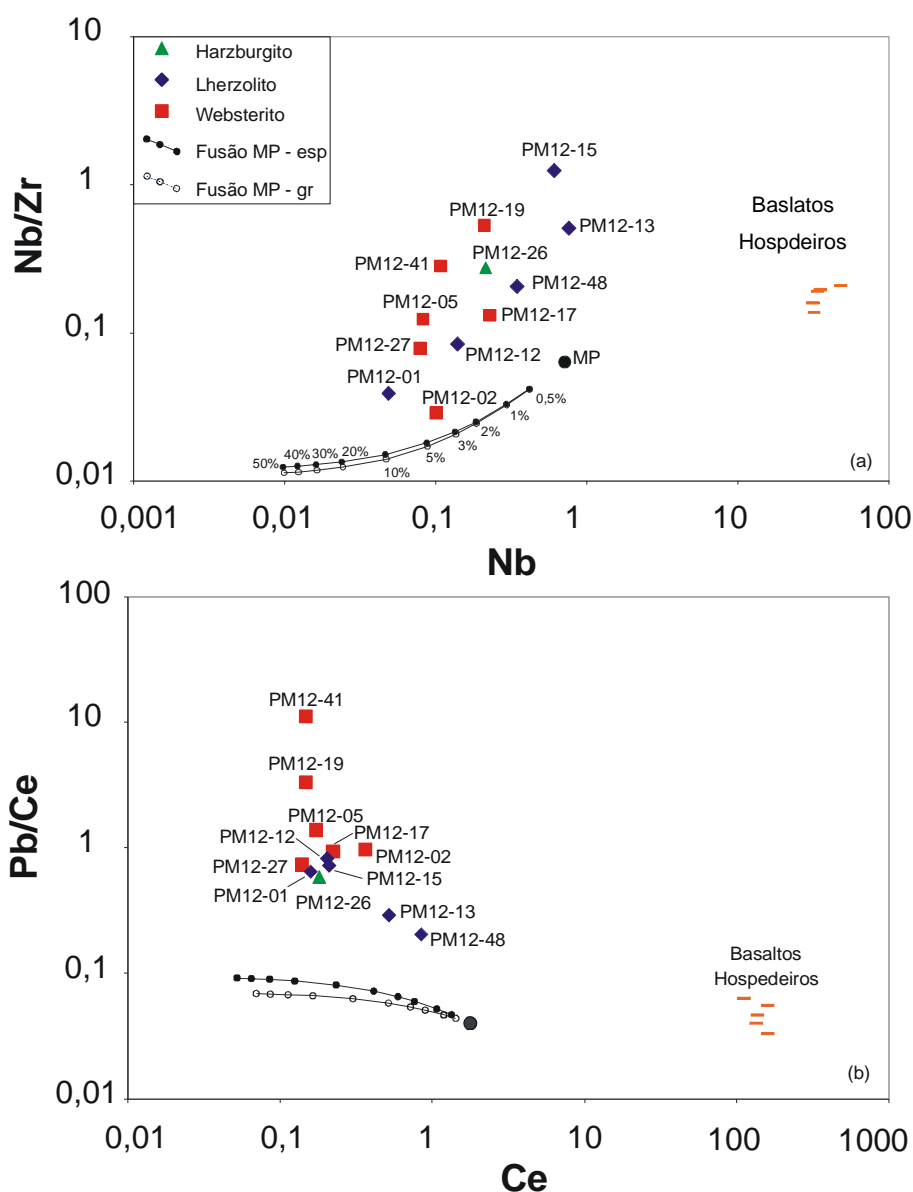 10
1
0,1
0,01
Nb/Zr
Harzburgito
Lherzolito
Websterito
Fusão MP - esp
Fusão MP - gr
PM12-15
PM12-19
PM12-13
PM12-26
PM12-41
PM12-48
PM12-05
PM12-17
PM12-27
PM12-12
MP
PM12-01
PM12-02
Baslatos
Hospdeiros
0,5%
1%
2%
3%
5%
10%
20%
30%
40%
50%
(a)
0,001
0,01
0,1
1
10
100
Nb
100
10
1
0,1
0,01
Pb/Ce
PM12-41
PM12-19
PM12-05
PM12-12
PM12-17
PM12-27
PM12-02
PM12-01
PM12-15
PM12-26
PM12-13
PM12-48
Basaltos
Hospedeiros
(b)
0,01
0,1
1
10
100
1000
Ce